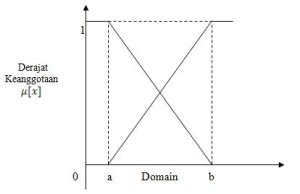 1
Derajat
Keanggotaan
μ[x]
0 a Domain b